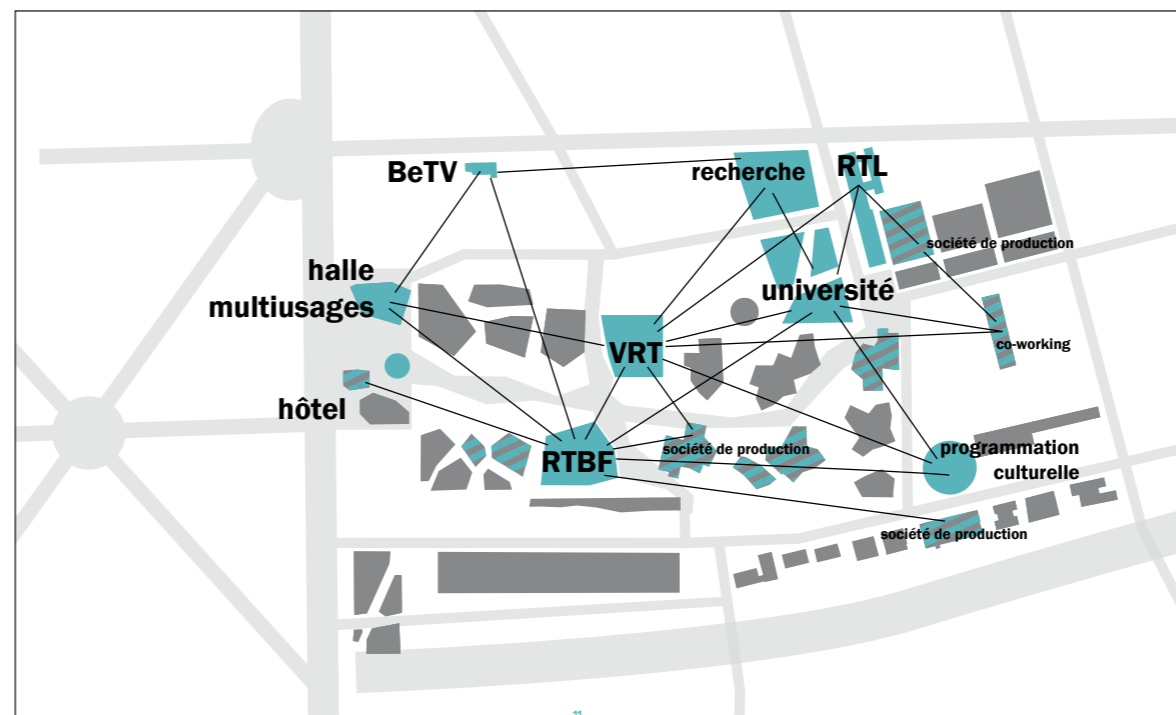 BeTV
recherche
RTL
société de production
halle
multiusages
université
VRT
co-working
hôtel
RTBF
société de production
programmation
culturelle
société de production
11